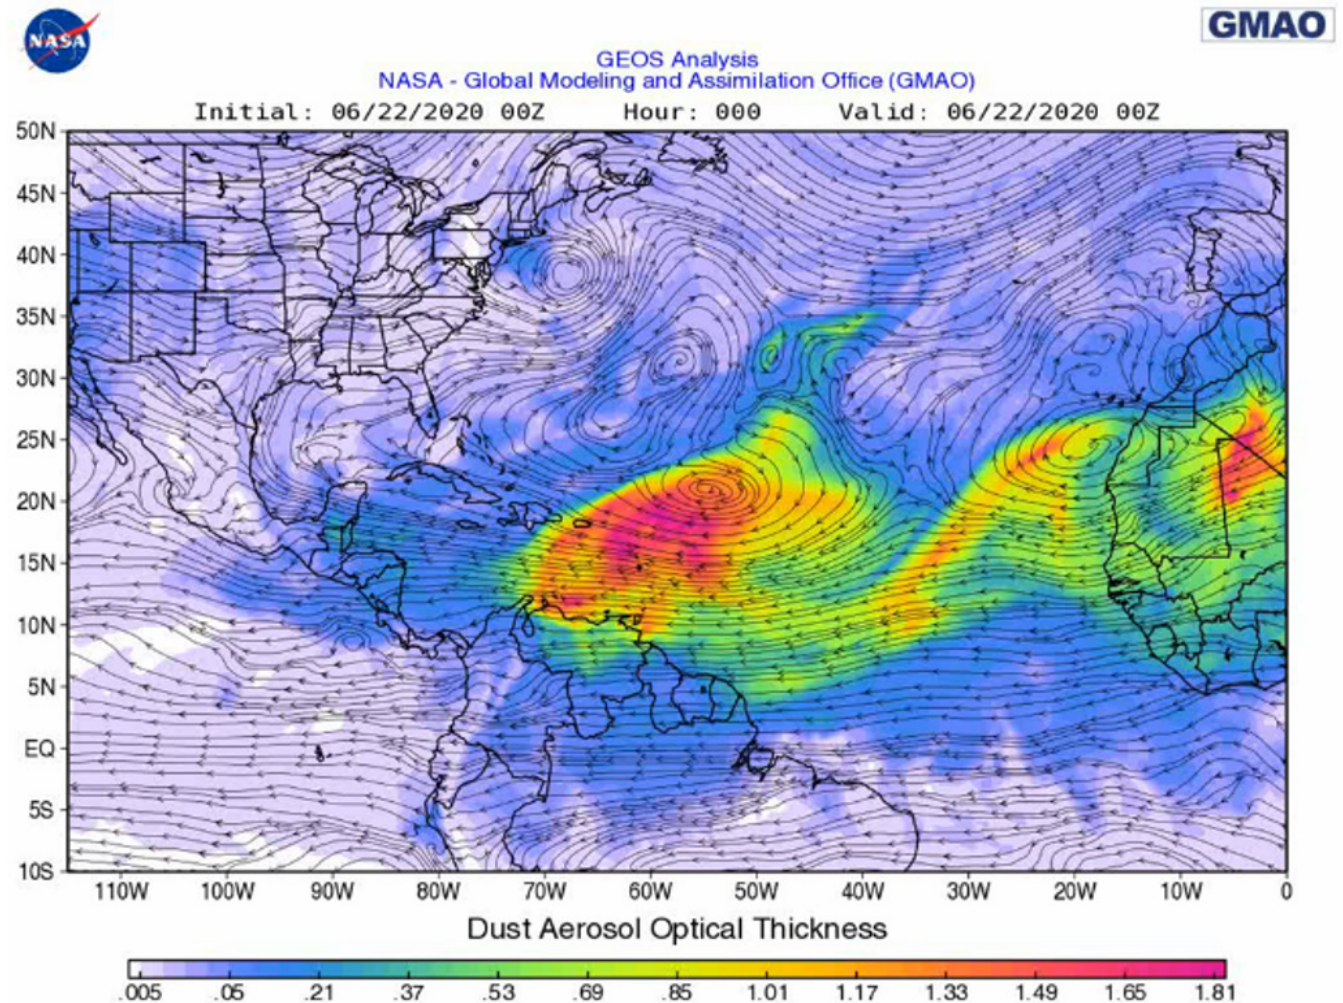 NASA
GMAO
GEOS Analysis
NASA - Global Modeling and Assimilation Office (GMAO)
Initial: 06/22/2020 00Z Hour: 000 Valid: 06/22/2020 00Z
50N
45N
40N
35N
30N
25N
20N
15N
10N
5N
EQ
5S
10S
110W 100W 90W 80W 70W 60W 50W 40W 30W 20W 10W 0
Dust Aerosol Optical Thickness
.005 .05 .21 .37 .53 .69 .85 1.01 1.17 1.33 1.49 1.65 1.81